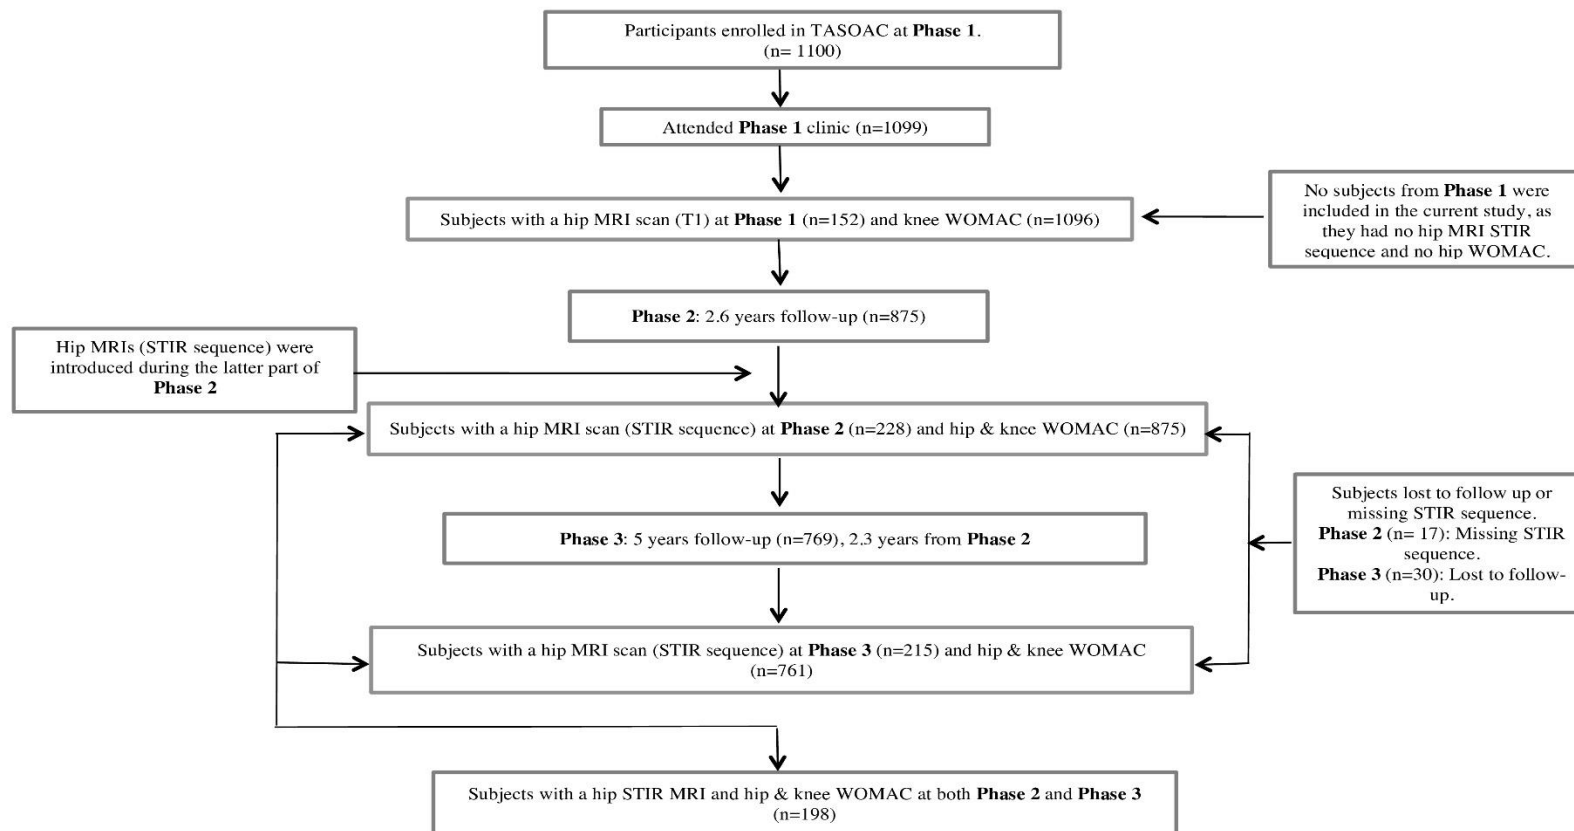 Participants enrolled in TASOAC at Phase 1.
(n= 1100)
Attended Phase 1 clinic (n=1099)
Subjects with a hip MRI scan (T1) at Phase 1 (n=152) and knee WOMAC (n=1096)
No subjects from Phase 1 were
included in the current study, as
they had no hip MRI STIR
sequence and no hip WOMAC.
Phase 2: 2.6 years follow-up (n=875)
Hip MRIs (STIR sequence) were
introduced during the latter part of
Phase 2
Subjects with a hip MRI scan (STIR sequence) at Phase 2 (n=228) and hip & knee WOMAC (n=875)
Subjects lost to follow up or
missing STIR sequence.
Phase 2 (n= 17): Missing STIR
sequence.
Phase 3 (n=30): Lost to follow-
up.
Phase 3: 5 years follow-up (n=769), 2.3 years from Phase 2
Subjects with a hip MRI scan (STIR sequence) at Phase 3 (n=215) and hip & knee WOMAC
(n=761)
Subjects with a hip STIR MRI and hip & knee WOMAC at both Phase 2 and Phase 3
(n=198)